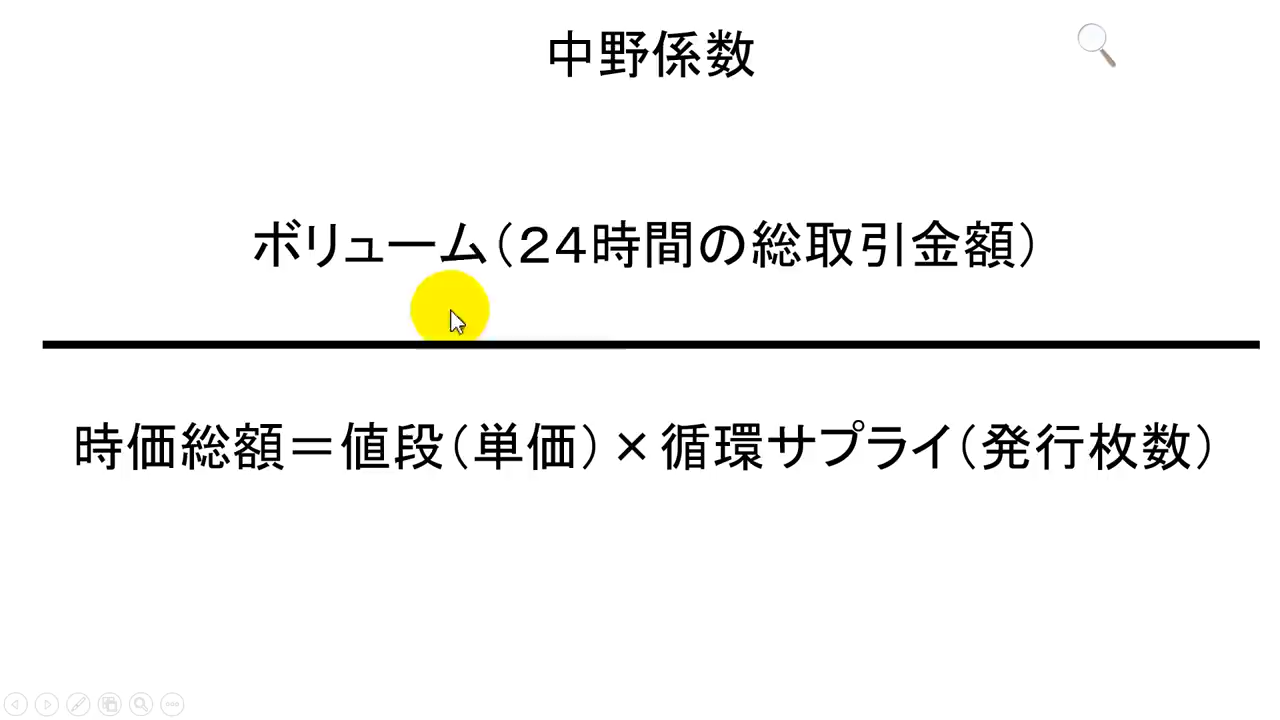 中野係数
ボリューム（２４時間の総取引金額）
時価総額＝値段（単価）×循環サプライ（発行枚数）